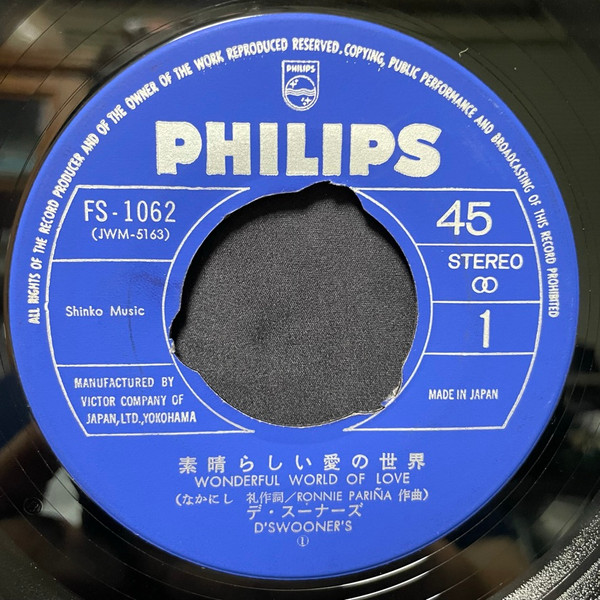 ALL RIGHTS OF THE RECORD PRODUCER AND OF THE OWNER OF THE WORK REPRODUCED RESERVED. COPYING, PUBLIC PERFORMANCE AND BROADCASTING OF THIS RECORD PROHIBITED
PHILIPS
PHILIPS
FS-1062
(JWM-5163)
45
STEREO
Shinko Music
1
MANUFACTURED BY
VICTOR COMPANY OF
JAPAN, LTD., YOKOHAMA
MADE IN JAPAN
素晴らしい愛の世界
WONDERFUL WORLD OF LOVE
(なかにし 礼作詞/RONNIE PARIÑA 作曲)
デ・スーナーズ
D'SWOONER'S
①